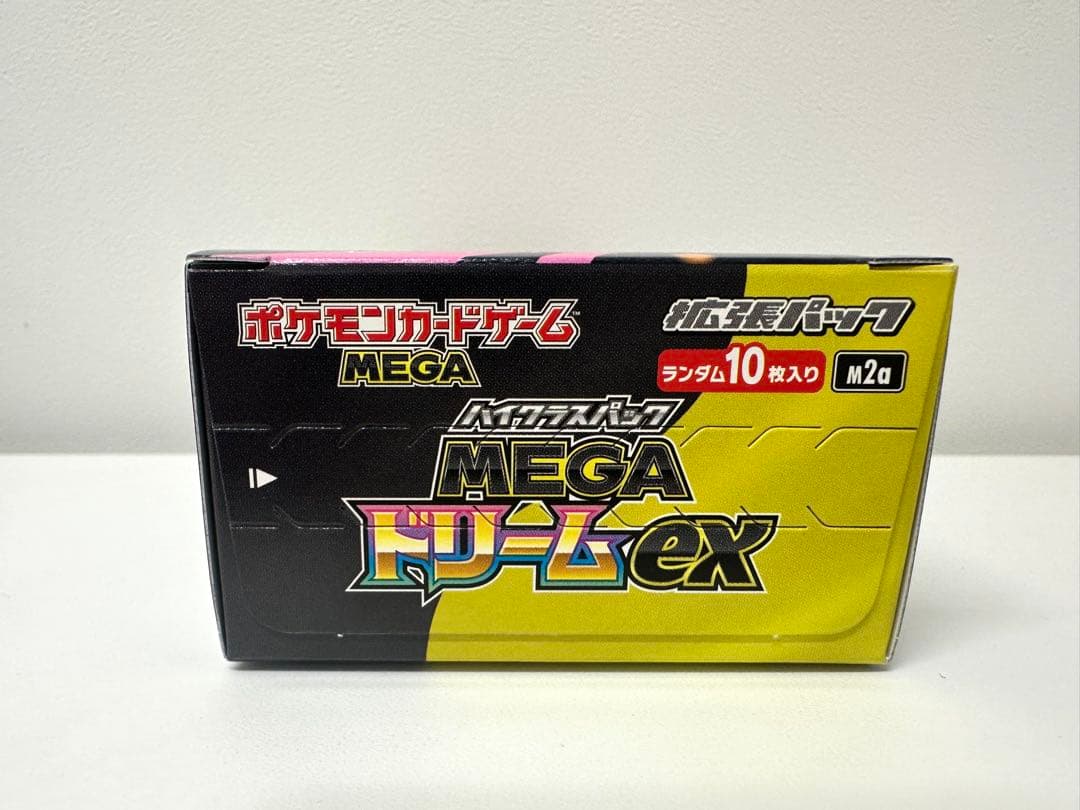 ポケモンカードゲーム™
MEGA
拡張パック
ランダム10枚入り
M2a
ハイクラスパック
MEGA
ドリームex